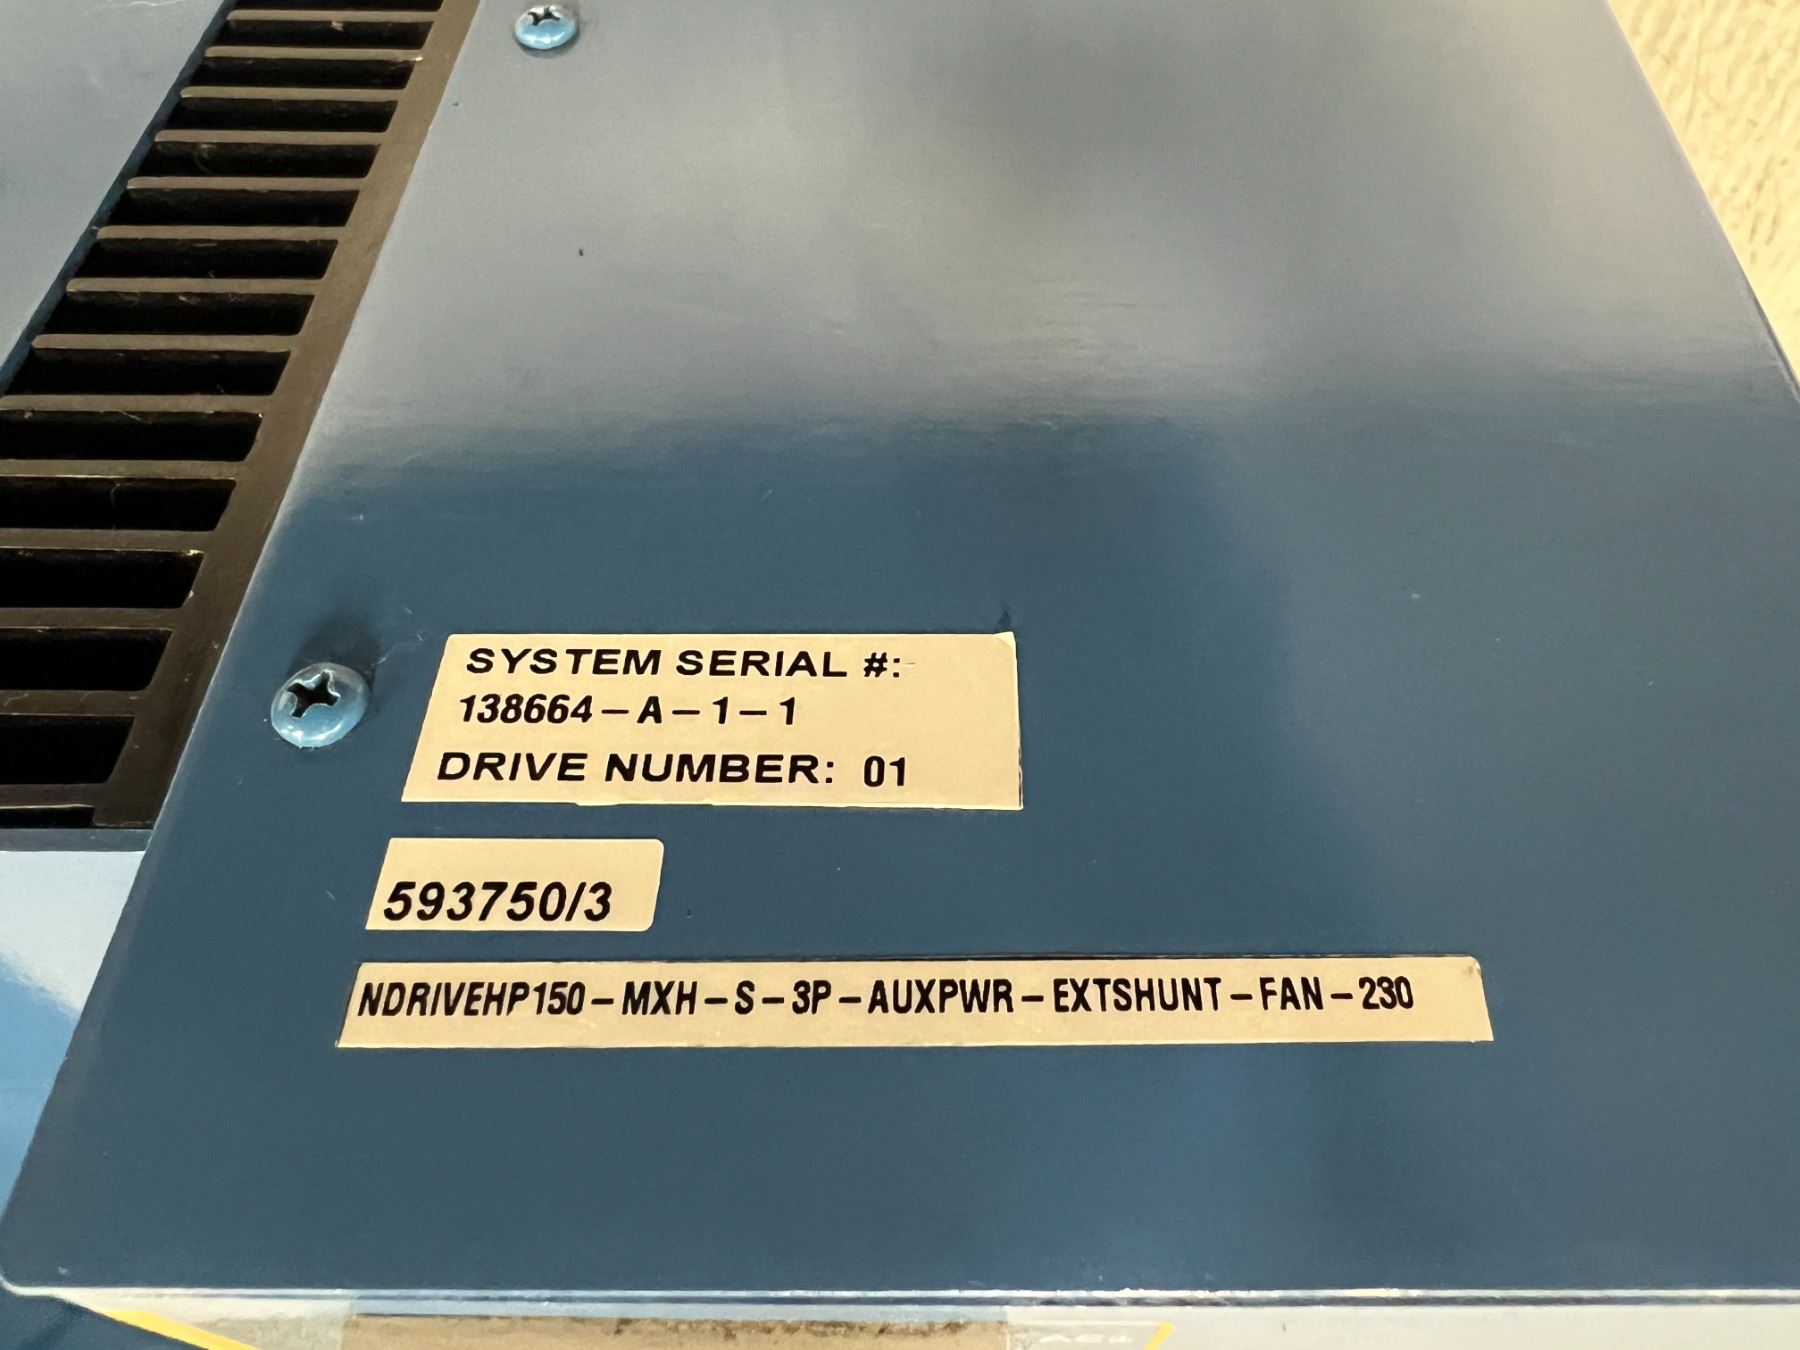 SYSTEM SERIAL #:
138664-A-1-1
DRIVE NUMBER: 01
593750/3
NDRIVEHP150-MXH-S-3P-AUXPWR-EXTSHUNT-FAN-230